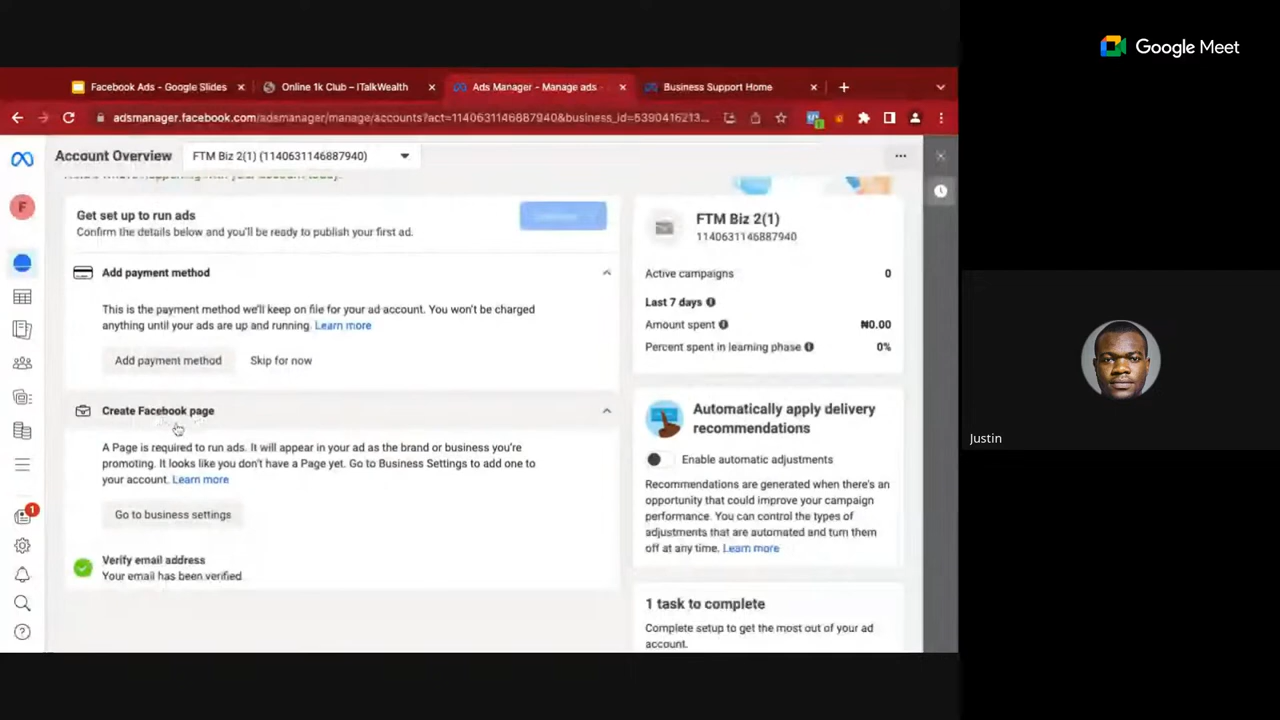 Google Meet
Facebook Ads - Google Slides
Online 1k Club – ITalkWealth
Ads Manager - Manage ads -
Business Support Home
adsmanager.facebook.com/adsmanager/manage/accounts?act=1140631146887940&business_id=5390416213...
Account Overview
FTM Biz 2(1) (1140631146887940)
F
Get set up to run ads
Confirm the details below and you'll be ready to publish your first ad.
Add payment method
This is the payment method we'll keep on file for your ad account. You won't be charged
anything until your ads are up and running. Learn more
Add payment method
Skip for now
Create Facebook page
A Page is required to run ads. It will appear in your ad as the brand or business you're
promoting. It looks like you don't have a Page yet. Go to Business Settings to add one to
your account. Learn more
Go to business settings
Verify email address
Your email has been verified
1
FTM Biz 2(1)
1140631146887940
Active campaigns 0
Last 7 days
Amount spent ₦0.00
Percent spent in learning phase 0%
Automatically apply delivery
recommendations
Enable automatic adjustments
Recommendations are generated when there's an
opportunity that could improve your campaign
performance. You can control the types of
adjustments that are automated and turn them
off at any time. Learn more
1 task to complete
Complete setup to get the most out of your ad
account.
Justin